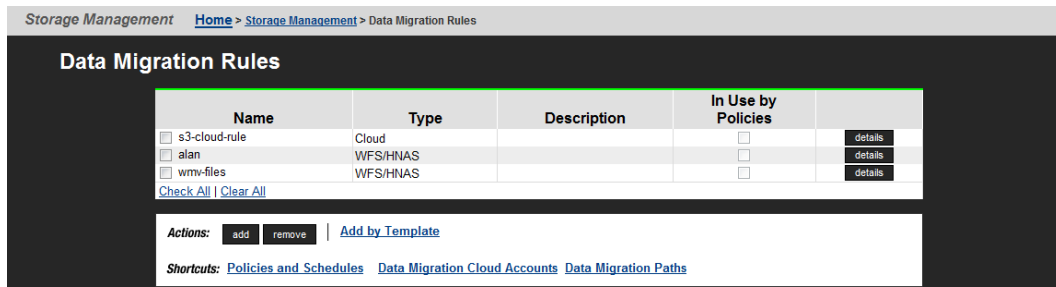 Storage Management Home > Storage Management > Data Migration Rules
Data Migration Rules
Name Type Description In Use by Policies
s3-cloud-rule Cloud details
alan WFS/HNAS details
wmv-files WFS/HNAS details
Check All | Clear All
Actions: add remove | Add by Template
Shortcuts: Policies and Schedules Data Migration Cloud Accounts Data Migration Paths